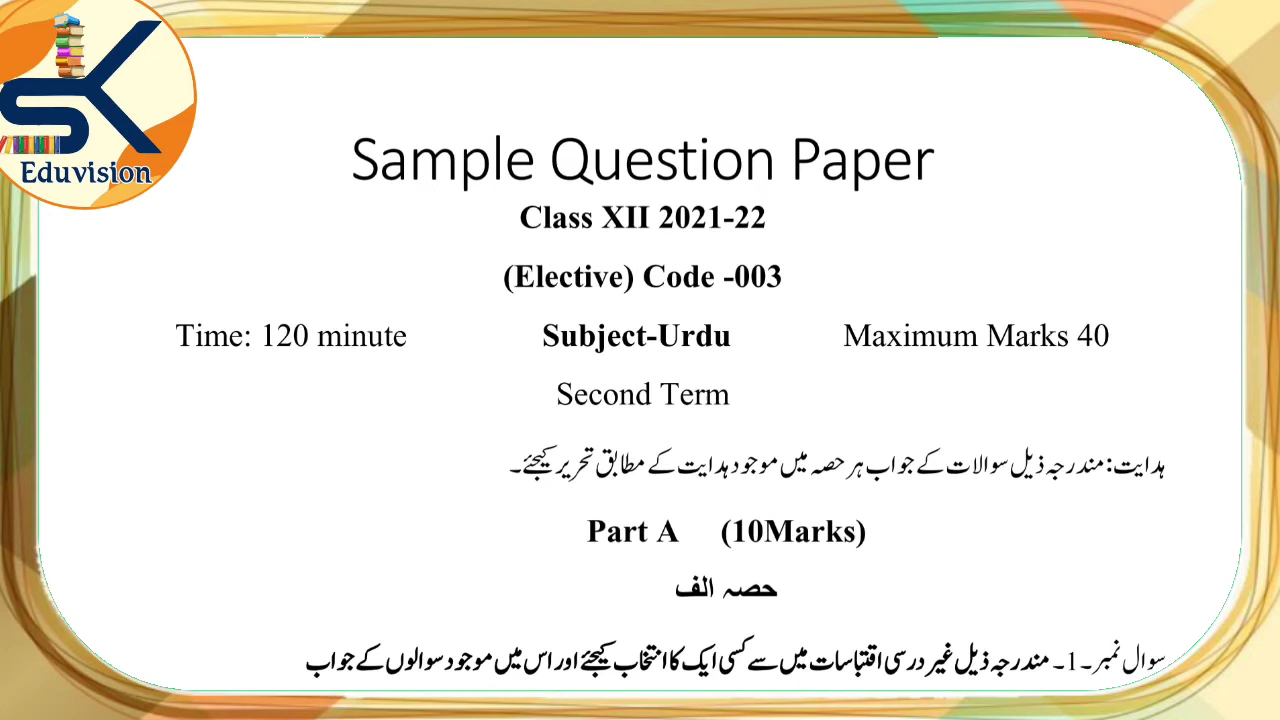 SK
Eduvision
Sample Question Paper
Class XII 2021-22
(Elective) Code -003
Time: 120 minute Subject-Urdu Maximum Marks 40
Second Term
ہدایت: مندرجہ ذیل سوالات کے جواب ہر حصہ میں موجود ہدایت کے مطابق تحریر کیجئے۔
Part A (10Marks)
حصہ الف
سوال نمبر۔1۔ مندرجہ ذیل غیر درسی اقتباسات میں سے کسی ایک کا انتخاب کیجئے اور اس میں موجود سوالوں کے جواب